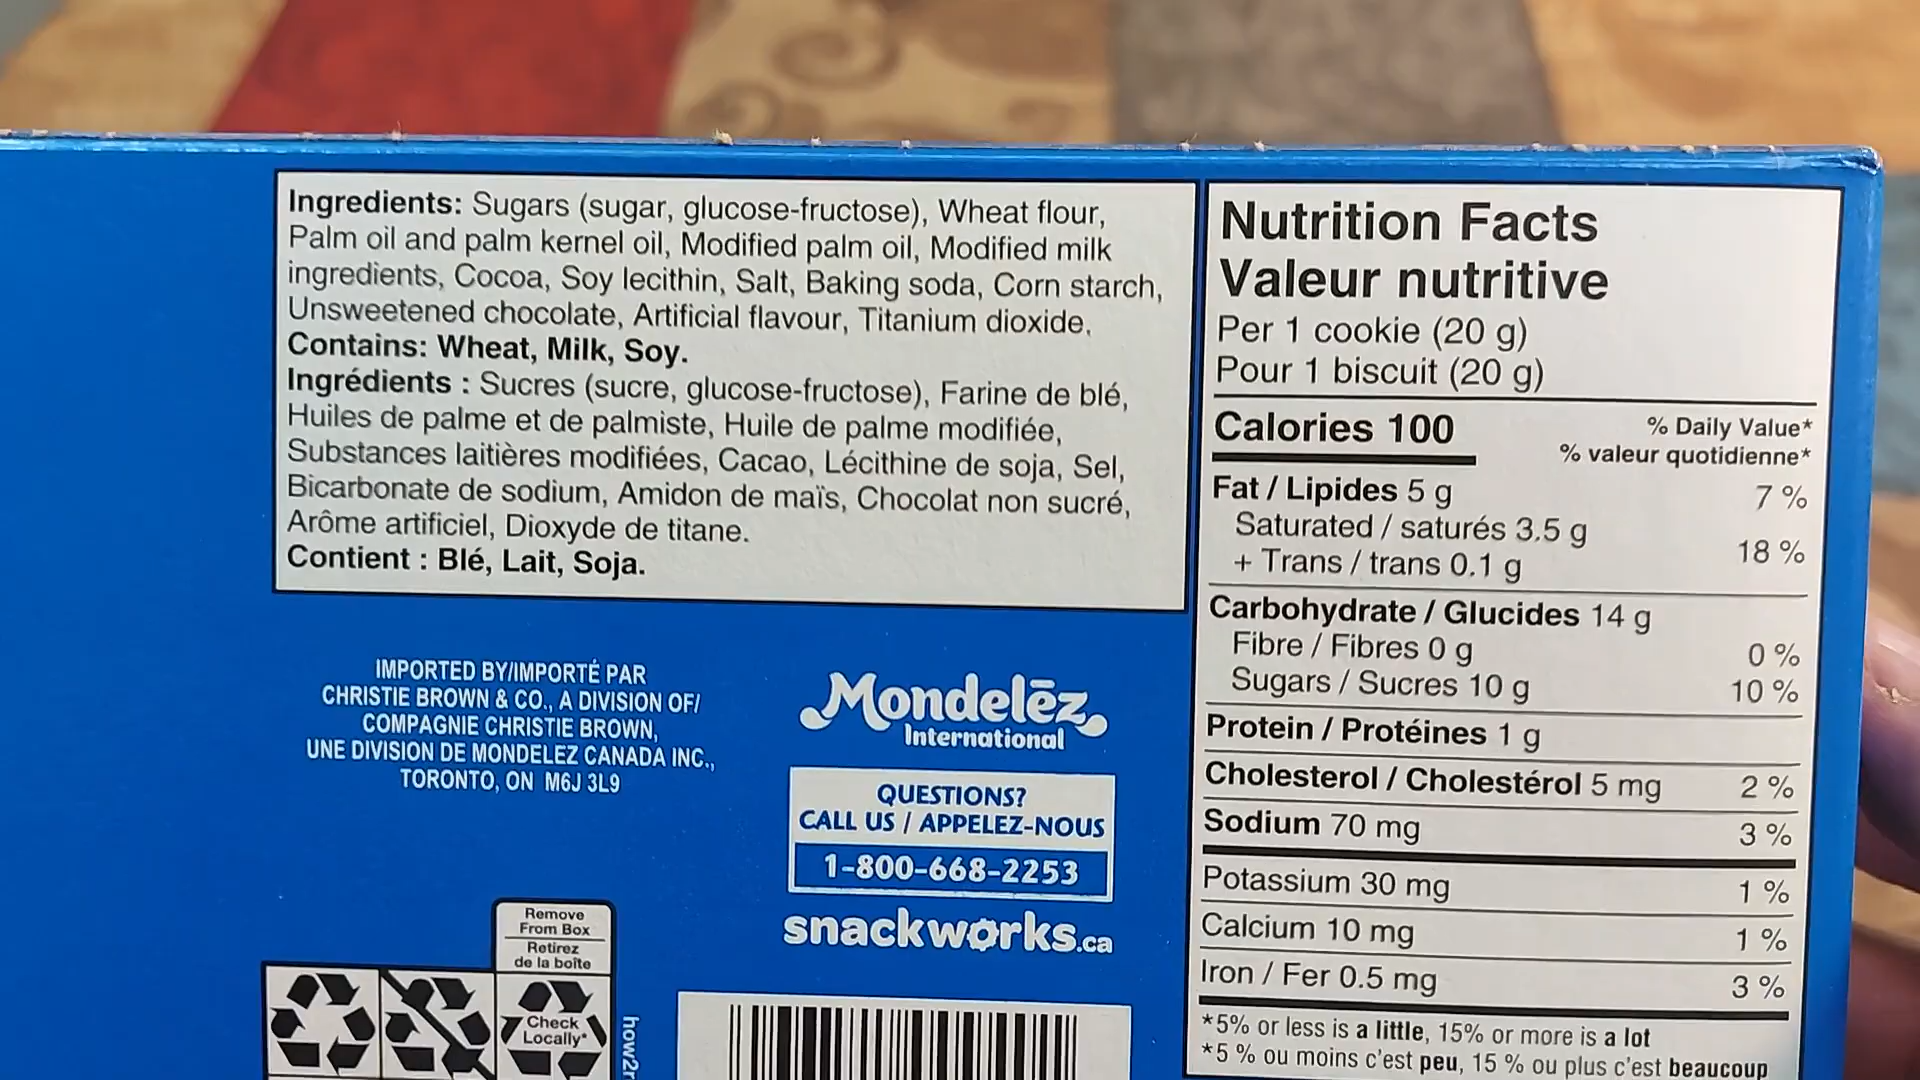 Ingredients: Sugars (sugar, glucose-fructose), Wheat flour,
Palm oil and palm kernel oil, Modified palm oil, Modified milk
ingredients, Cocoa, Soy lecithin, Salt, Baking soda, Corn starch,
Unsweetened chocolate, Artificial flavour, Titanium dioxide.
Contains: Wheat, Milk, Soy.
Ingrédients : Sucres (sucre, glucose-fructose), Farine de blé,
Huiles de palme et de palmiste, Huile de palme modifiée,
Substances laitières modifiées, Cacao, Lécithine de soja, Sel,
Bicarbonate de sodium, Amidon de maïs, Chocolat non sucré,
Arôme artificiel, Dioxyde de titane.
Contient : Blé, Lait, Soja.
IMPORTED BY/IMPORTÉ PAR
CHRISTIE BROWN & CO., A DIVISION OF/
COMPAGNIE CHRISTIE BROWN,
UNE DIVISION DE MONDELEZ CANADA INC.,
TORONTO, ON M6J 3L9
Mondelēz
International
QUESTIONS?
CALL US / APPELEZ-NOUS
1-800-668-2253
snackworks.ca
Remove
From Box
Retirez
de la boîte
Check
Locally*
how2r
Nutrition Facts
Valeur nutritive
Per 1 cookie (20 g)
Pour 1 biscuit (20 g)
Calories 100
% Daily Value*
% valeur quotidienne*
Fat / Lipides 5 g 7 %
Saturated / saturés 3.5 g
+ Trans / trans 0.1 g 18 %
Carbohydrate / Glucides 14 g
Fibre / Fibres 0 g 0 %
Sugars / Sucres 10 g 10 %
Protein / Protéines 1 g
Cholesterol / Cholestérol 5 mg 2 %
Sodium 70 mg 3 %
Potassium 30 mg 1 %
Calcium 10 mg 1 %
Iron / Fer 0.5 mg 3 %
*5% or less is a little, 15% or more is a lot
*5 % ou moins c'est peu, 15 % ou plus c'est beaucoup